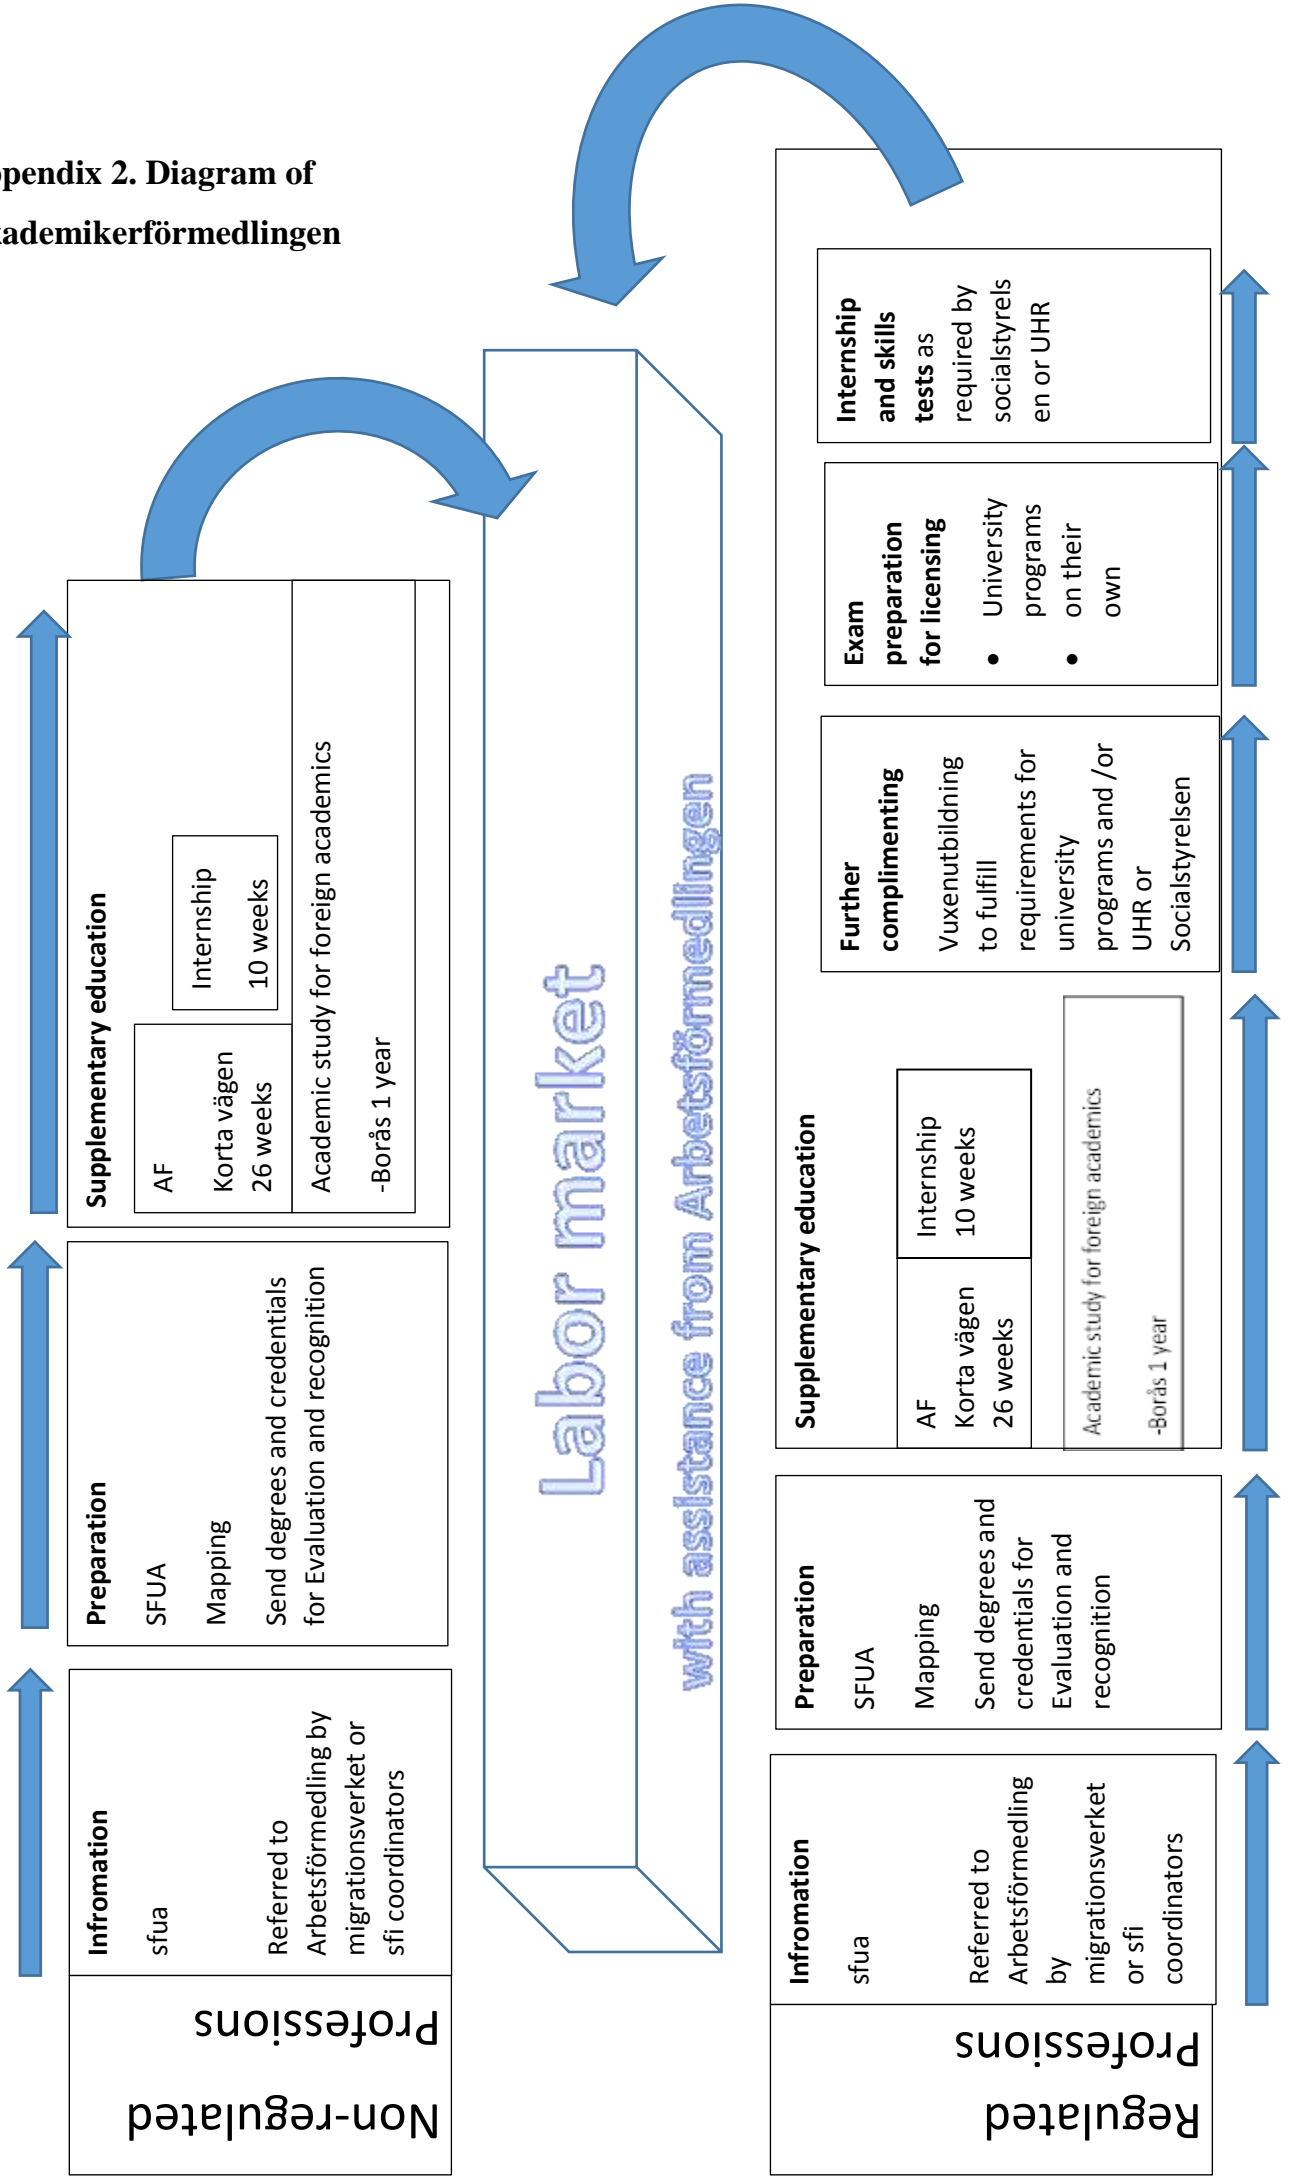 ppendix 2. Diagram of
kademikerförmedlingen
Non-regulated
Professions
Infromation
sfua
Referred to
Arbetsförmedling by
migrationsverket or
sfi coordinators
Preparation
SFUA
Mapping
Send degrees and credentials
for Evaluation and recognition
Supplementary education
AF
Korta vägen
26 weeks
Internship
10 weeks
Academic study for foreign academics
-Borås 1 year
Labor market
with assistance from Arbetsförmedlingen
Regulated
Professions
Infromation
sfua
Referred to
Arbetsförmedling
by
migrationsverket
or sfi
coordinators
Preparation
SFUA
Mapping
Send degrees and
credentials for
Evaluation and
recognition
Supplementary education
AF
Korta vägen
26 weeks
Internship
10 weeks
Academic study for foreign academics
-Borås 1 year
Further
complimenting
Vuxenutbildning
to fulfill
requirements for
university
programs and /or
UHR or
Socialstyrelsen
Exam
preparation
for licensing
• University
programs
• on their
own
Internship
and skills
tests as
required by
socialstyrels
en or UHR